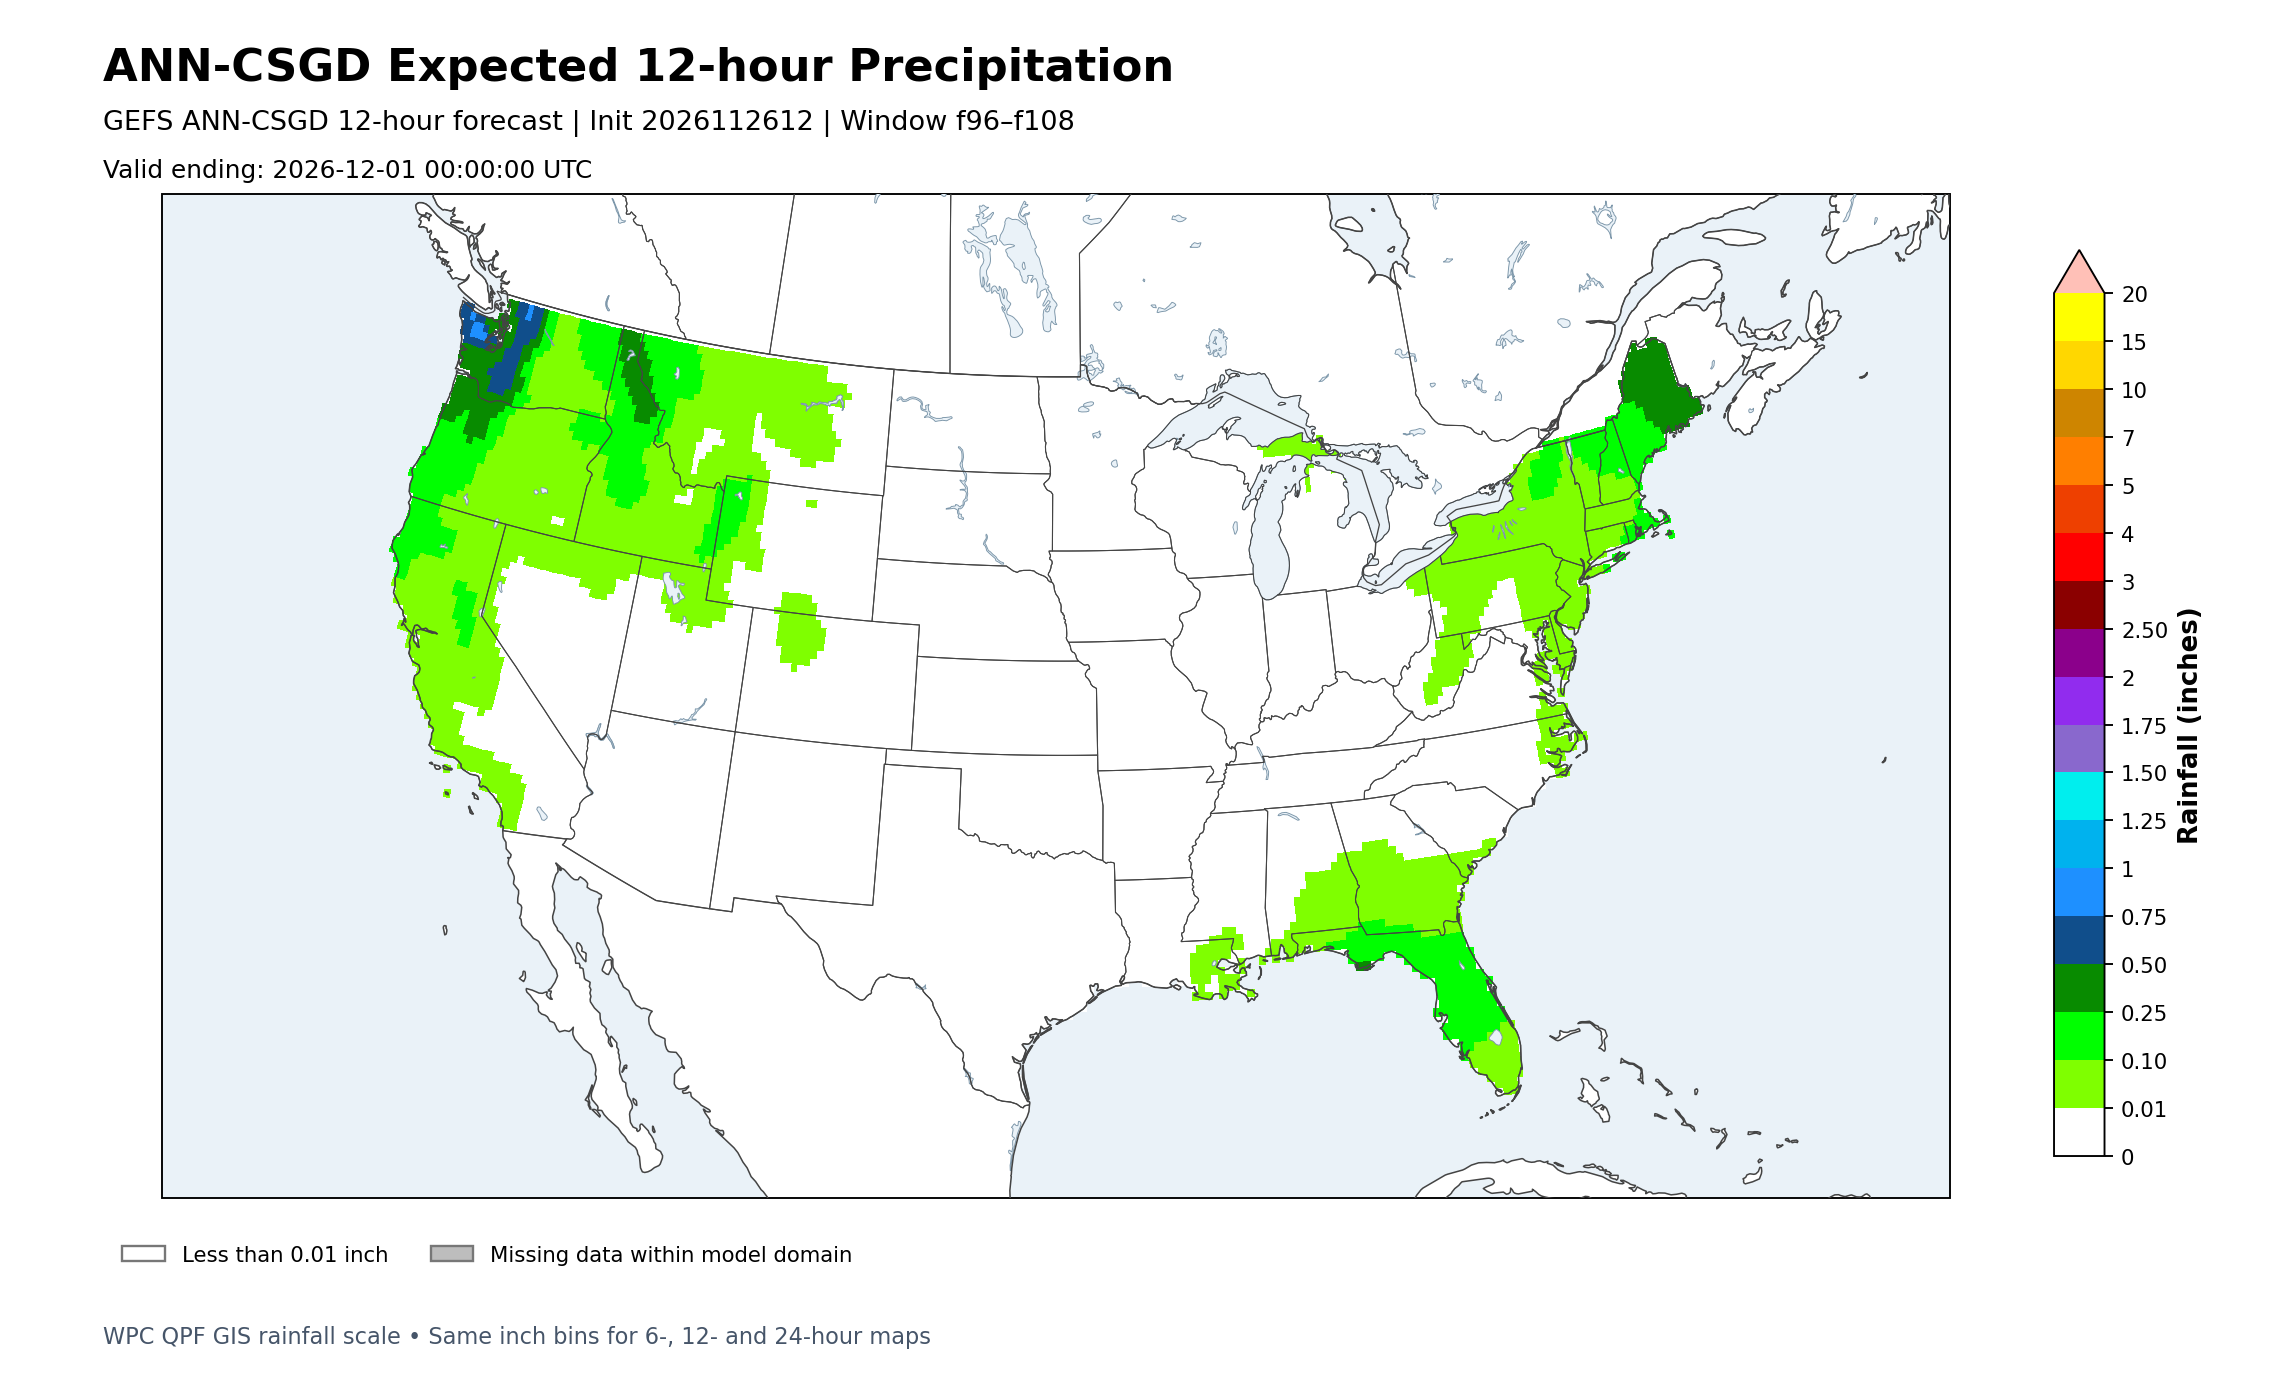 ANN-CSGD Expected 12-hour Precipitation
GEFS ANN-CSGD 12-hour forecast | Init 2026112612 | Window f96–f108
Valid ending: 2026-12-01 00:00:00 UTC
20
15
10
7
5
4
3
2.50
2
1.75
1.50
1.25
1
0.75
0.50
0.25
0.10
0.01
0
Rainfall (inches)
Less than 0.01 inch
Missing data within model domain
WPC QPF GIS rainfall scale • Same inch bins for 6-, 12- and 24-hour maps